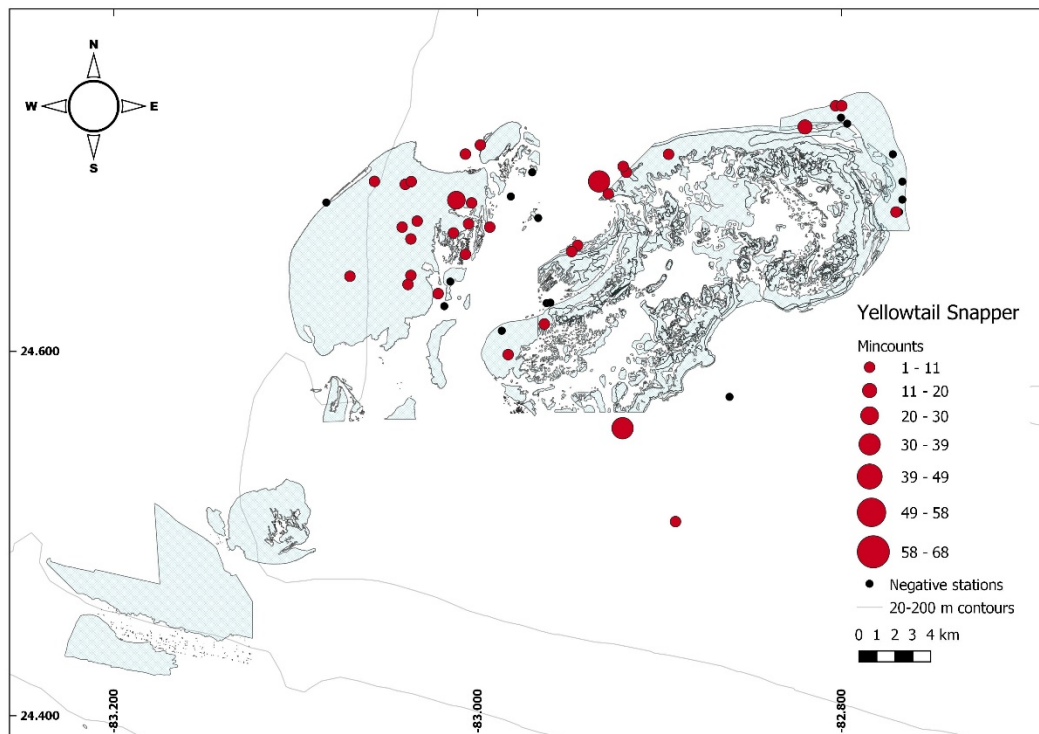 N
W E
S
Yellowtail Snapper
Mincounts
1 - 11
11 - 20
20 - 30
30 - 39
39 - 49
49 - 58
58 - 68
Negative stations
20-200 m contours
0 1 2 3 4 km
24.600
24.400
-83.200
-83.000
-82.800